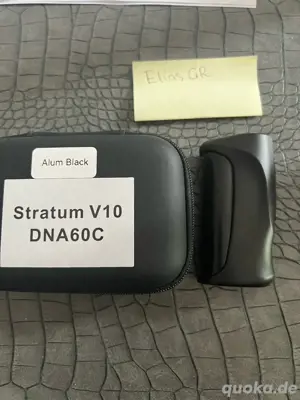 Elias GR
Alum Black
Stratum V10
DNA60C
quoka.de